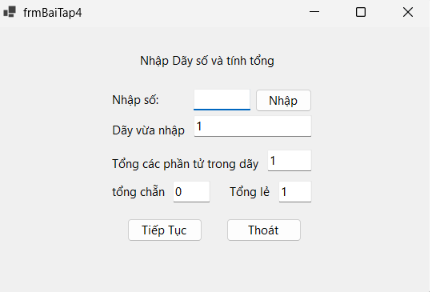 frmBaiTap4
Nhập Dãy số và tính tổng
Nhập số: Nhập
Dãy vừa nhập 1
Tổng các phần tử trong dãy 1
tổng chẵn 0 Tổng lẻ 1
Tiếp Tục Thoát